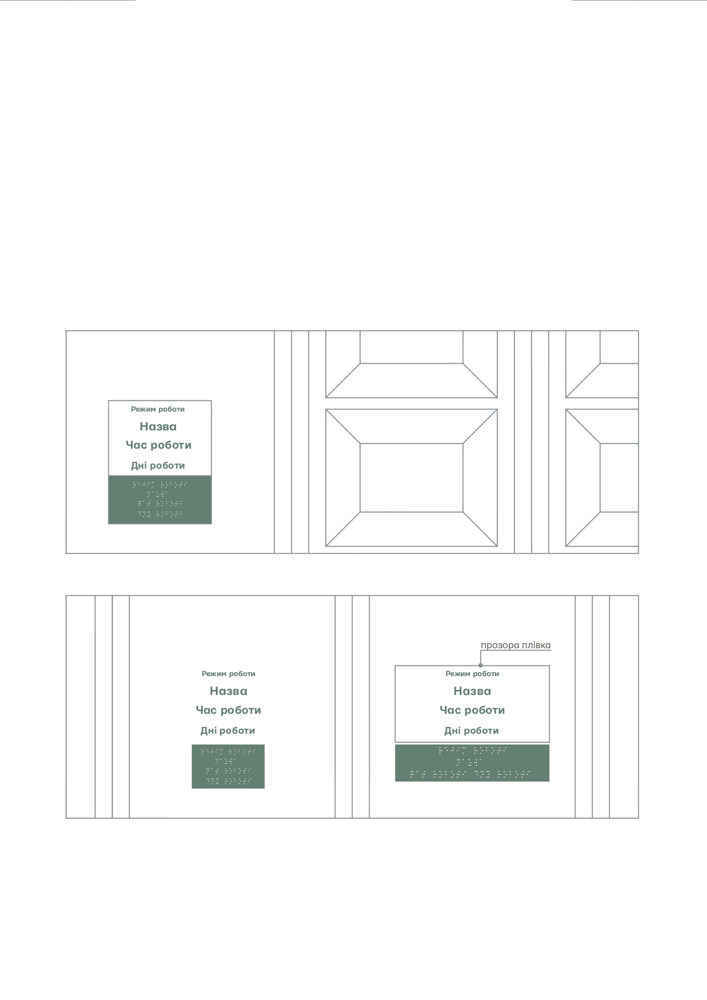 Режим роботи
Назва
Час роботи
Дні роботи
прозора плівка
Режим роботи
Назва
Час роботи
Дні роботи
Режим роботи
Назва
Час роботи
Дні роботи